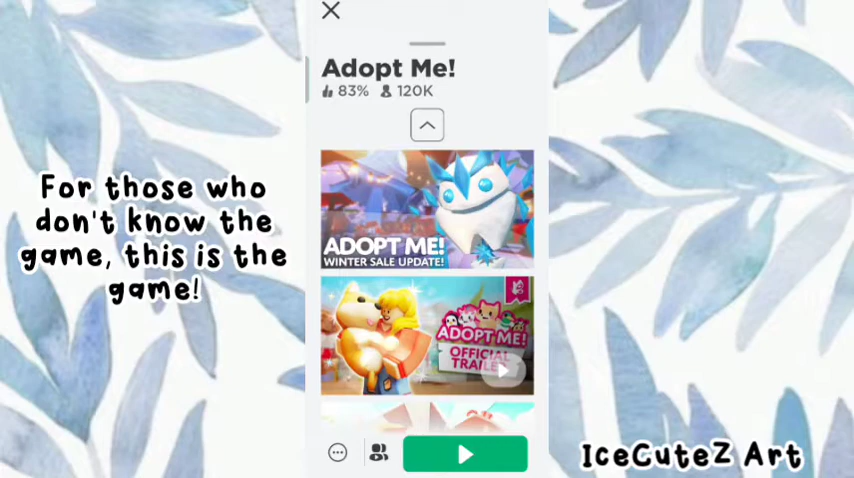 Adopt Me!
83% 120K
For those who
don't know the
game, this is the
game!
ADOPT ME!
WINTER SALE UPDATE!
ADOPT ME!
OFFICIAL
TRAILER
IceCuteZ Art